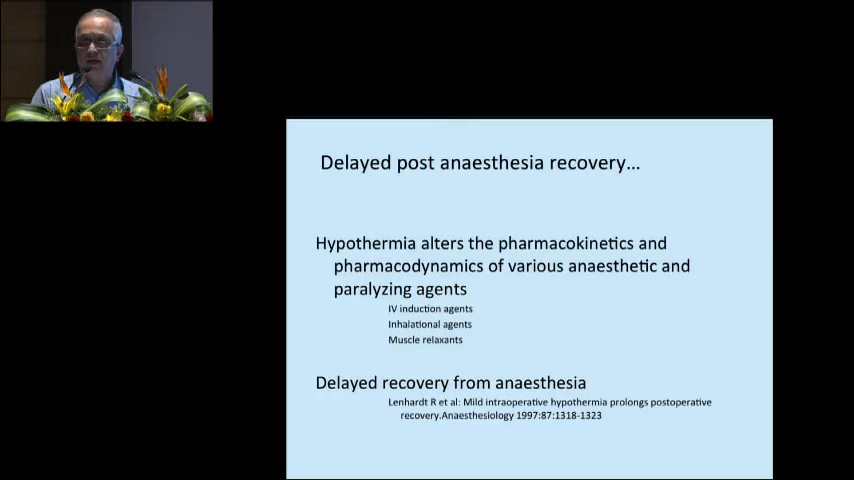 Delayed post anaesthesia recovery...
Hypothermia alters the pharmacokinetics and
pharmacodynamics of various anaesthetic and
paralyzing agents
IV induction agents
Inhalational agents
Muscle relaxants
Delayed recovery from anaesthesia
Lenhardt R et al: Mild intraoperative hypothermia prolongs postoperative
recovery.Anaesthesiology 1997:87:1318-1323